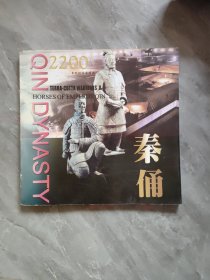 2200
TERRA-COTTA WARRIORS &
HORSES OF EMPEROR QIN
QIN DYNASTY
秦
俑